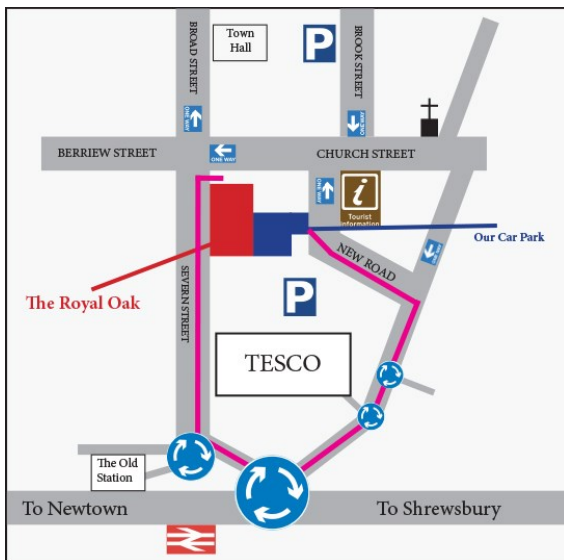 BROAD STREET
Town
Hall
P
BROOK STREET
ONE WAY
ONE WAY
BERRIEW STREET
ONE WAY
CHURCH STREET
ONE WAY
i
Tourist
information
Our Car Park
NEW ROAD
ONE WAY
The Royal Oak
SEVERN STREET
P
TESCO
The Old
Station
To Newtown
To Shrewsbury